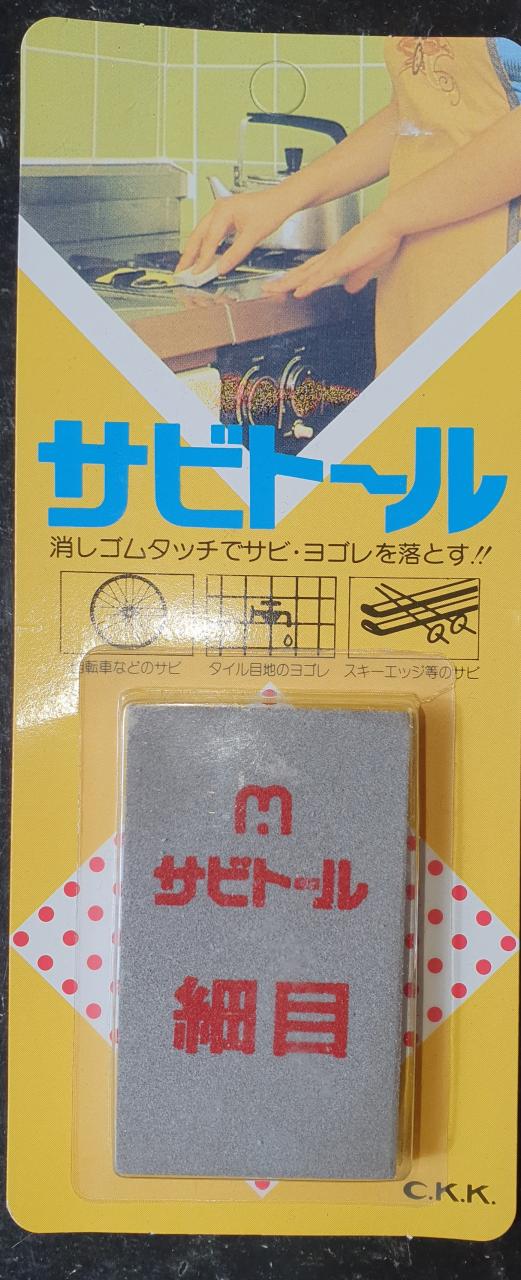 サビトール
消しゴムタッチでサビ・ヨゴレを落とす!!
自転車などのサビ タイル目地のヨゴレ スキーエッジ等のサビ
サビトール
細目
C.K.K.